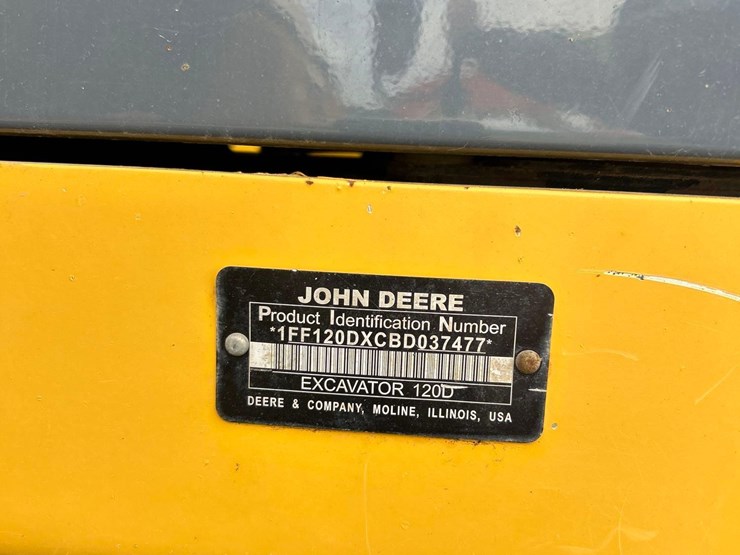 JOHN DEERE
Product Identification Number
*1FF120DXCBD037477*
EXCAVATOR 120D
DEERE & COMPANY, MOLINE, ILLINOIS, USA